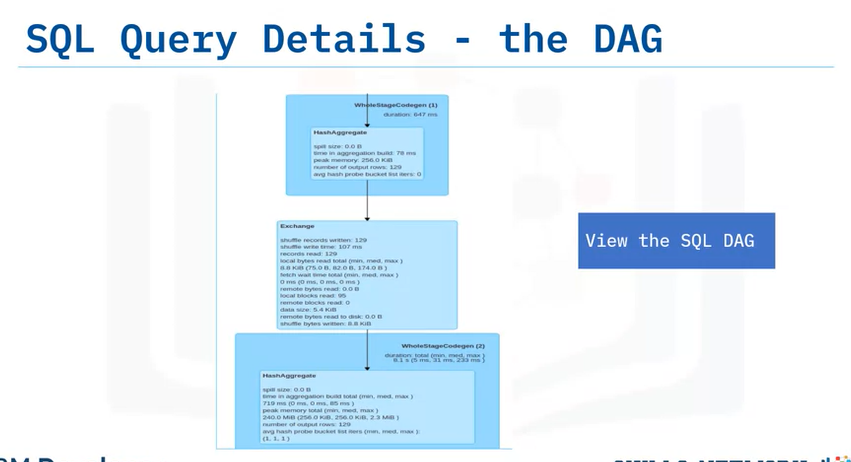 SQL Query Details - the DAG
WholeStageCodegen (1)
duration: 647 ms
HashAggregate
spill size: 0.0 B
time in aggregation build: 78 ms
peak memory: 256.0 KiB
number of output rows: 129
avg hash probe bucket list iters: 0
Exchange
shuffle records written: 129
shuffle write time: 107 ms
records read: 129
local bytes read total (min, med, max )
8.8 KiB (75.0 B, 82.0 B, 174.0 B )
fetch wait time total (min, med, max )
0 ms (0 ms, 0 ms, 0 ms )
remote bytes read: 0.0 B
local blocks read: 95
remote blocks read: 0
data size: 5.4 KiB
remote bytes read to disk: 0.0 B
shuffle bytes written: 8.8 KiB
View the SQL DAG
WholeStageCodegen (2)
duration: total (min, med, max )
9.1 s (5 ms, 31 ms, 233 ms )
HashAggregate
spill size: 0.0 B
time in aggregation build total (min, med, max )
719 ms (0 ms, 0 ms, 65 ms )
peak memory total (min, med, max )
240.0 MiB (256.0 KiB, 256.0 KiB, 2.3 MiB )
number of output rows: 129
avg hash probe bucket list iters (min, med, max ):
(1, 1, 1 )